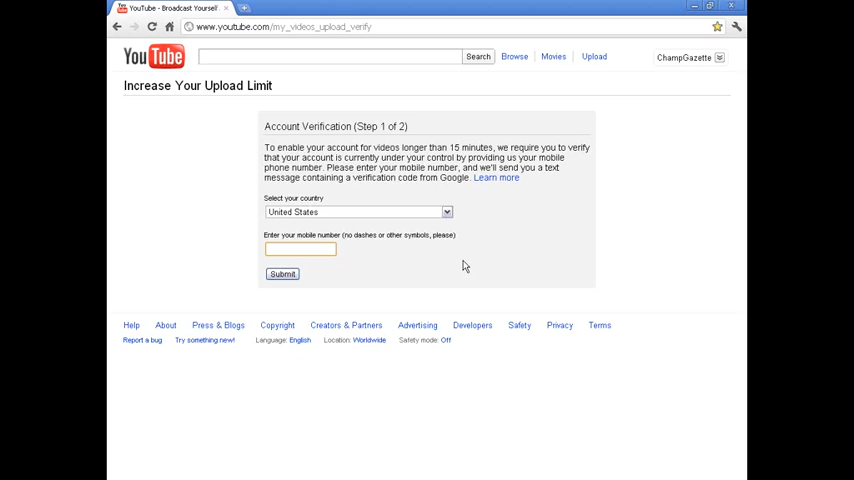 YouTube - Broadcast Yourself.
www.youtube.com/my_videos_upload_verify
YouTube Search Browse Movies Upload ChampGazette
Increase Your Upload Limit
Account Verification (Step 1 of 2)
To enable your account for videos longer than 15 minutes, we require you to verify
that your account is currently under your control by providing us your mobile
phone number. Please enter your mobile number, and we'll send you a text
message containing a verification code from Google. Learn more
Select your country
United States
Enter your mobile number (no dashes or other symbols, please)
Submit
Help About Press & Blogs Copyright Creators & Partners Advertising Developers Safety Privacy Terms
Report a bug Try something new! Language: English Location: Worldwide Safety mode: Off